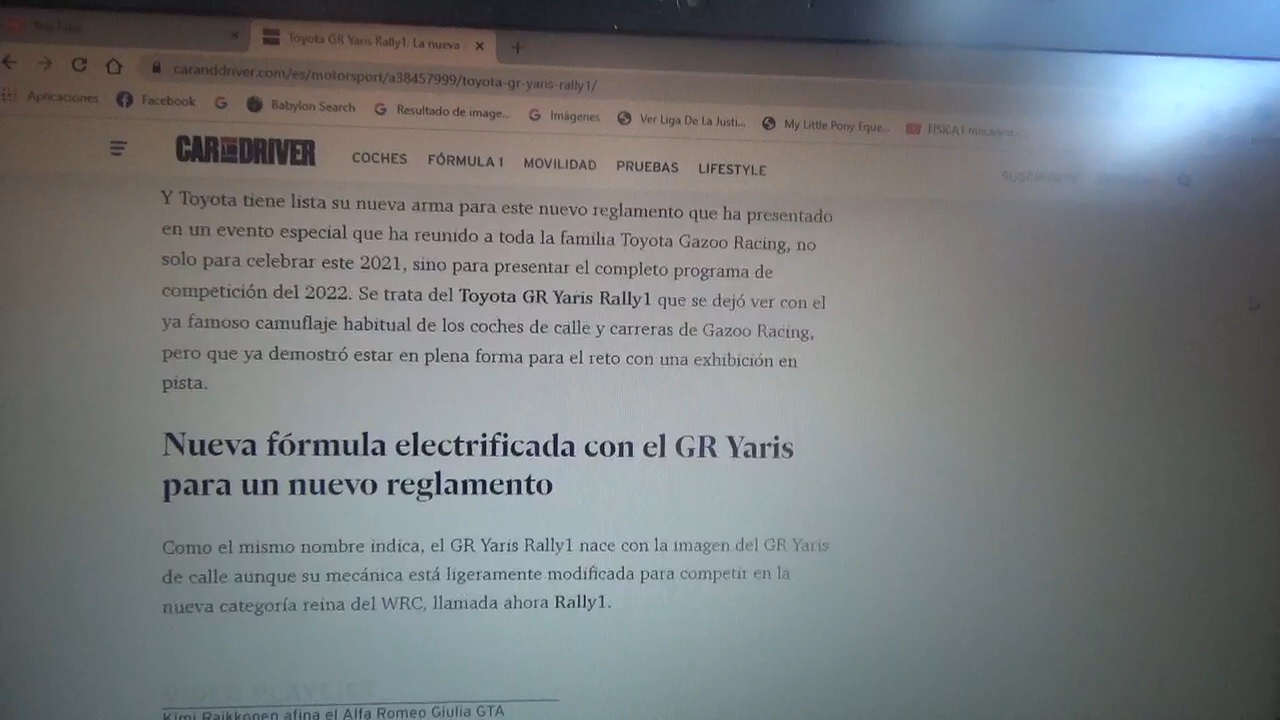 YouTube
Toyota GR Yaris Rally1. La nueva
caranddriver.com/es/motorsport/a38457999/toyota-gr-yaris-rally1/
Aplicaciones Facebook Babylon Search Resultado de image... Imágenes Ver Liga De La Justi... My Little Pony Eque... FÍSICA1
CAR AND DRIVER COCHES FÓRMULA 1 MOVILIDAD PRUEBAS LIFESTYLE
Y Toyota tiene lista su nueva arma para este nuevo reglamento que ha presentado
en un evento especial que ha reunido a toda la familia Toyota Gazoo Racing, no
solo para celebrar este 2021, sino para presentar el completo programa de
competición del 2022. Se trata del Toyota GR Yaris Rally1 que se dejó ver con el
ya famoso camuflaje habitual de los coches de calle y carreras de Gazoo Racing,
pero que ya demostró estar en plena forma para el reto con una exhibición en
pista.
Nueva fórmula electrificada con el GR Yaris
para un nuevo reglamento
Como el mismo nombre indica, el GR Yaris Rally1 nace con la imagen del GR Yaris
de calle aunque su mecánica está ligeramente modificada para competir en la
nueva categoría reina del WRC, llamada ahora Rally1.
VIDEO PLAYLIST
Kimi Raikkonen afina el Alfa Romeo Giulia GTA